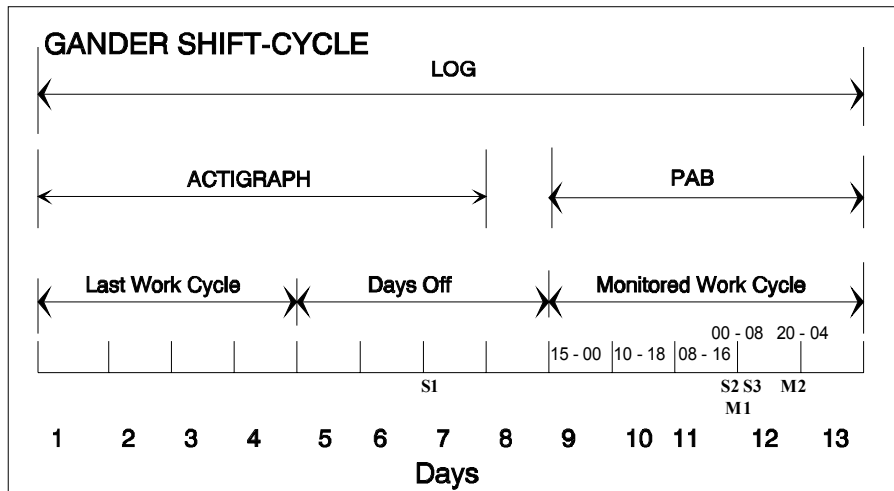 GANDER SHIFT-CYCLE
LOG
ACTIGRAPH PAB
Last Work Cycle Days Off Monitored Work Cycle
00 - 08 20 - 04
15 - 00 10 - 18 08 - 16
S1 S2 S3 M2
M1
1 2 3 4 5 6 7 8 9 10 11 12 13
Days